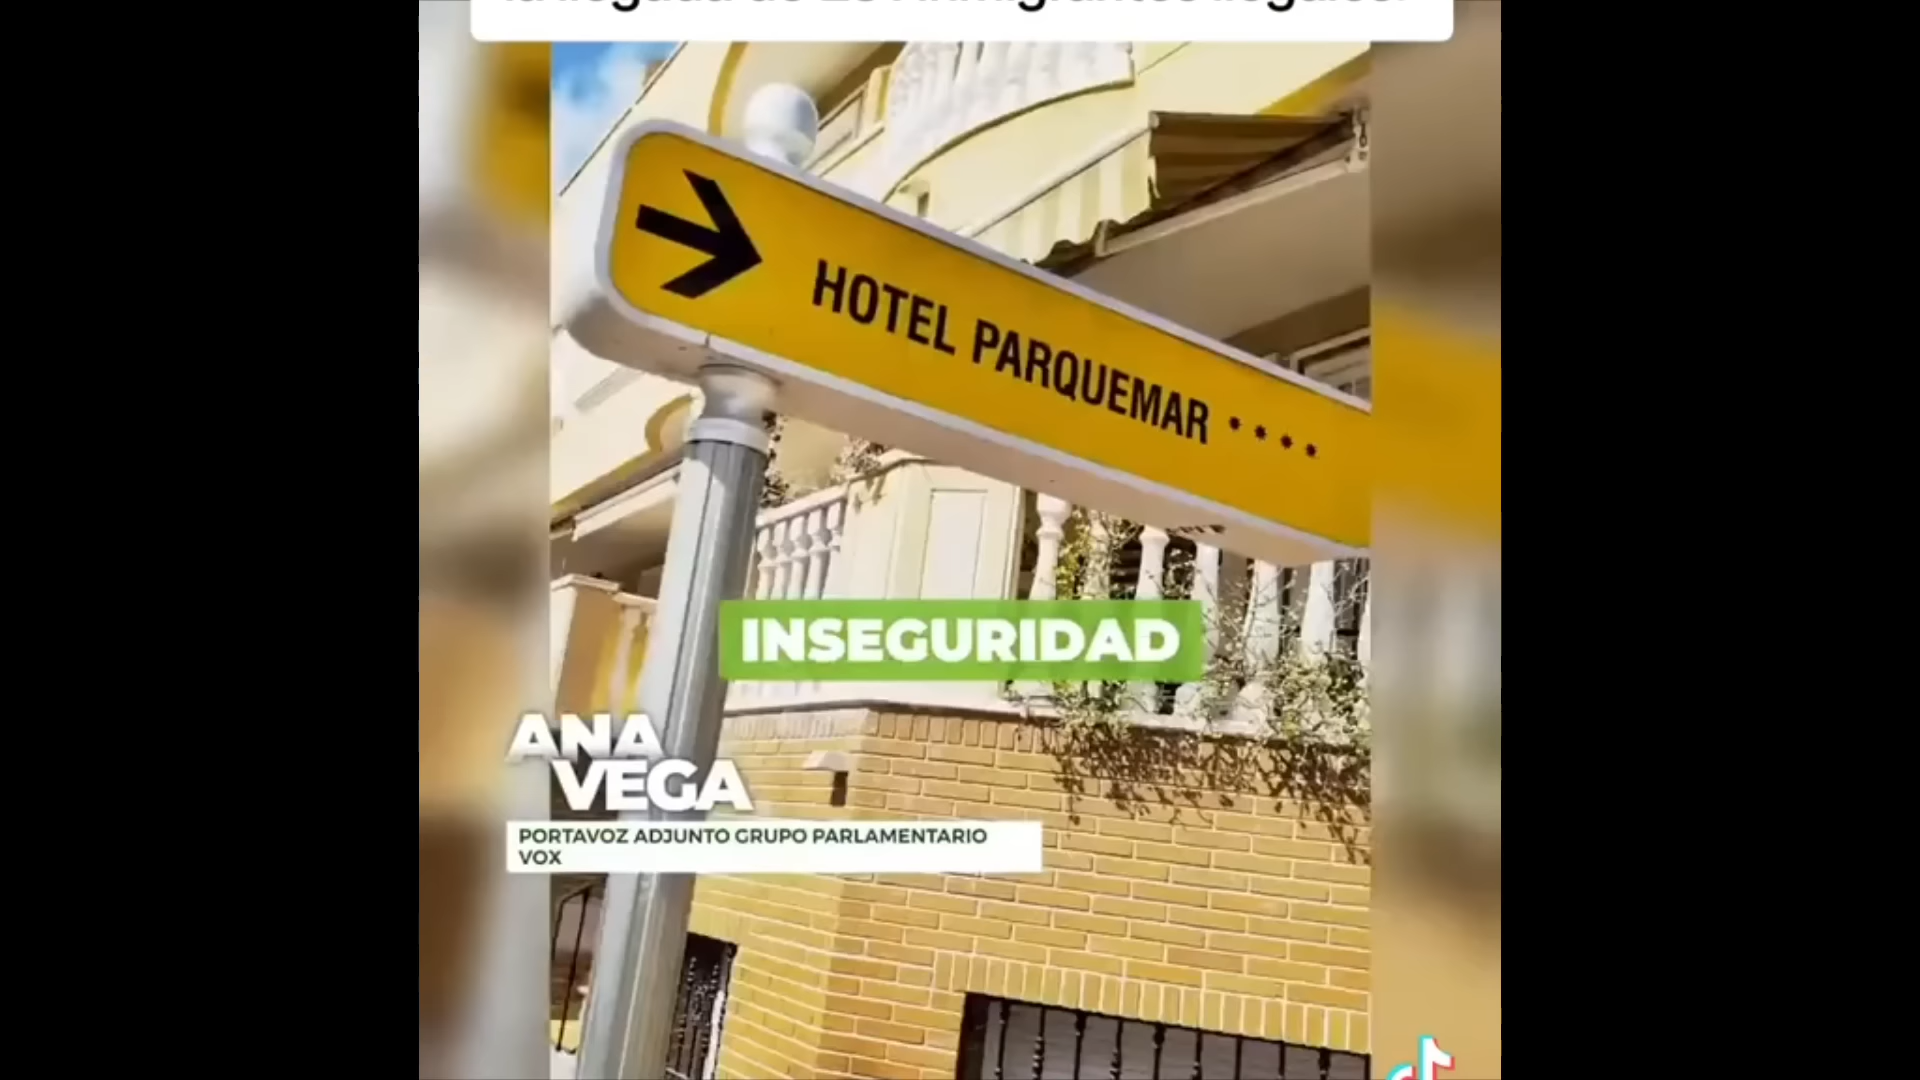 HOTEL PARQUEMAR ****
INSEGURIDAD
ANA
VEGA
PORTAVOZ ADJUNTO GRUPO PARLAMENTARIO
VOX